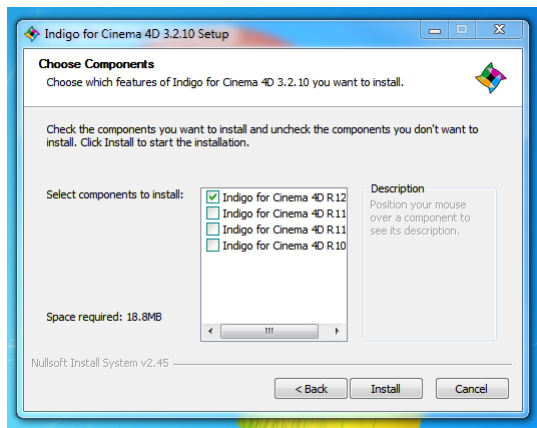 Indigo for Cinema 4D 3.2.10 Setup
Choose Components
Choose which features of Indigo for Cinema 4D 3.2.10 you want to install.
Check the components you want to install and uncheck the components you don't want to
install. Click Install to start the installation.
Select components to install:
Indigo for Cinema 4D R12
Indigo for Cinema 4D R11
Indigo for Cinema 4D R11
Indigo for Cinema 4D R10
Description
Position your mouse
over a component to
see its description.
Space required: 18.8MB
Nullsoft Install System v2.45
< Back
Install
Cancel